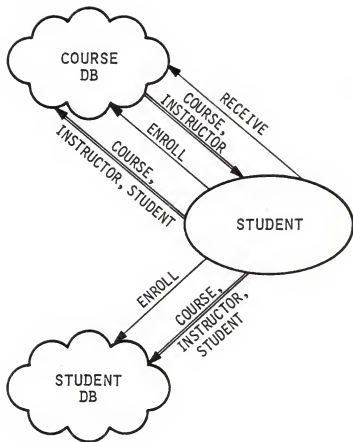 COURSE
DB
RECEIVE
COURSE,
INSTRUCTOR
ENROLL
COURSE,
INSTRUCTOR, STUDENT
STUDENT
ENROLL
COURSE,
INSTRUCTOR,
STUDENT
STUDENT
DB